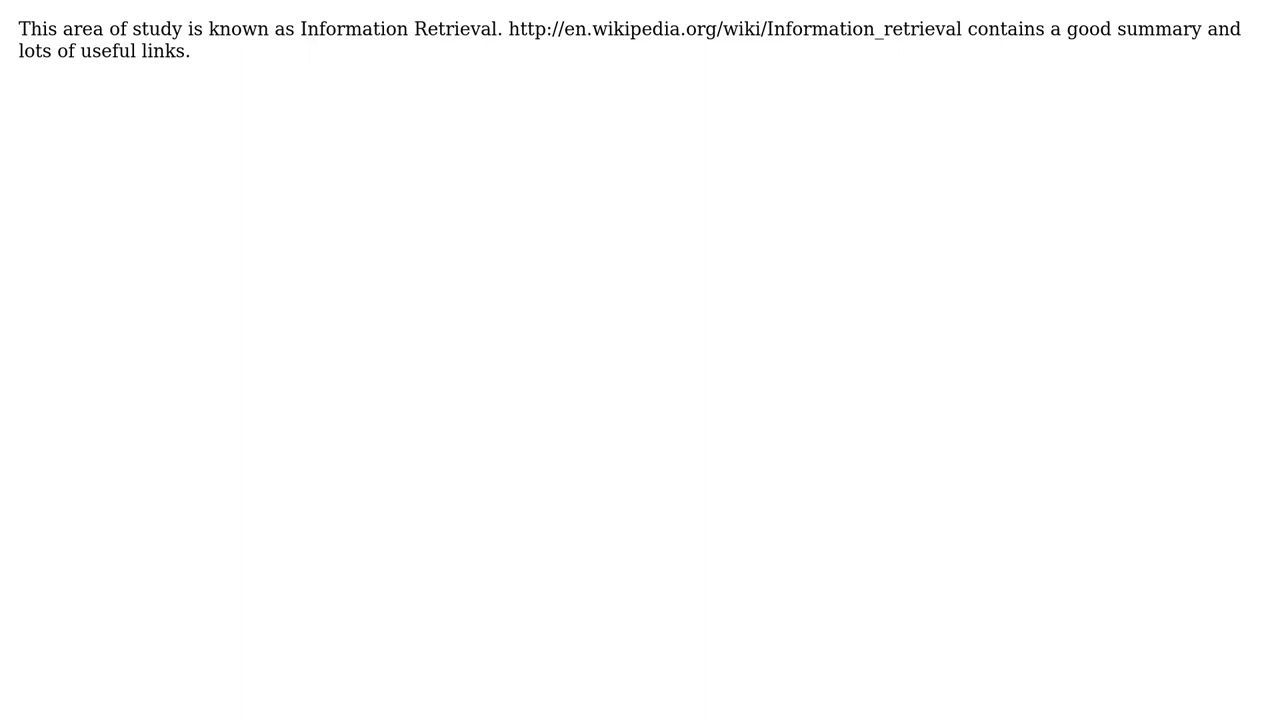 This area of study is known as Information Retrieval. http://en.wikipedia.org/wiki/Information_retrieval contains a good summary and
lots of useful links.